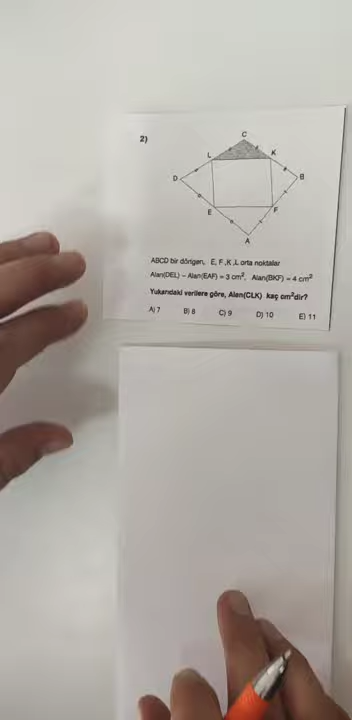 2)
C
L
K
D
B
E
F
A
ABCD bir dörtgen, E, F ,K ,L orta noktalar
Alan(DEL) – Alan(EAF) = 3 cm², Alan(BKF) = 4 cm²
Yukarıdaki verilere göre, Alan(CLK) kaç cm²dir?
A) 7 B) 8 C) 9 D) 10 E) 11